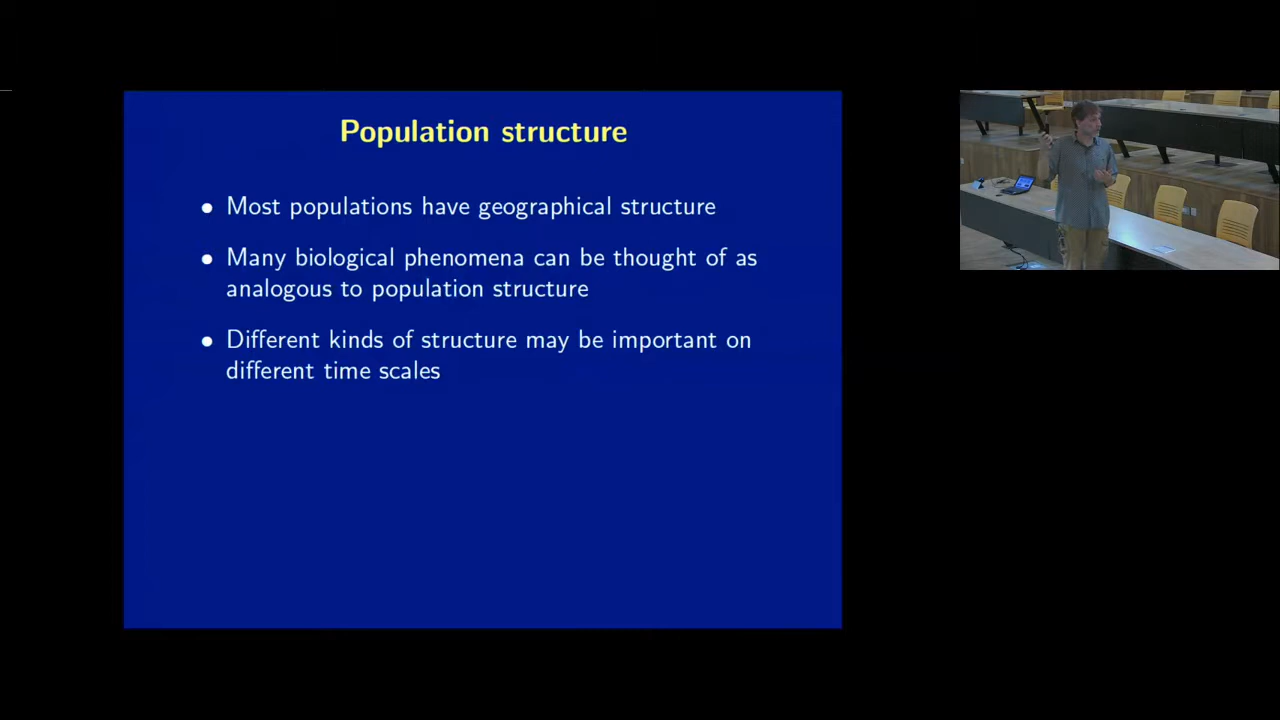 Population structure
• Most populations have geographical structure
• Many biological phenomena can be thought of as
analogous to population structure
• Different kinds of structure may be important on
different time scales